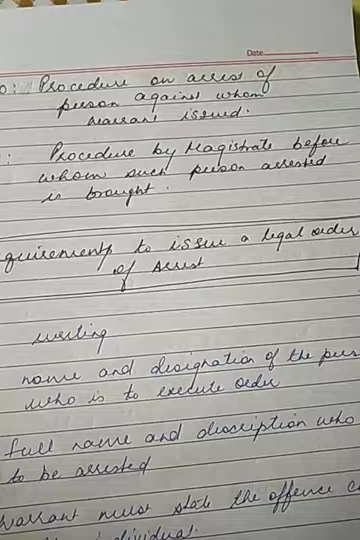 Date
o: Procedure on arrest of
person against whom
warrant issued.
: Procedure by Magistrate before
whom such person arrested
is brought.
quirements to issue a legal order
of Arrest
writing
name and designation of the per
who is to execute order
full name and description who
to be arrested
warrant must state the offence c
individual.